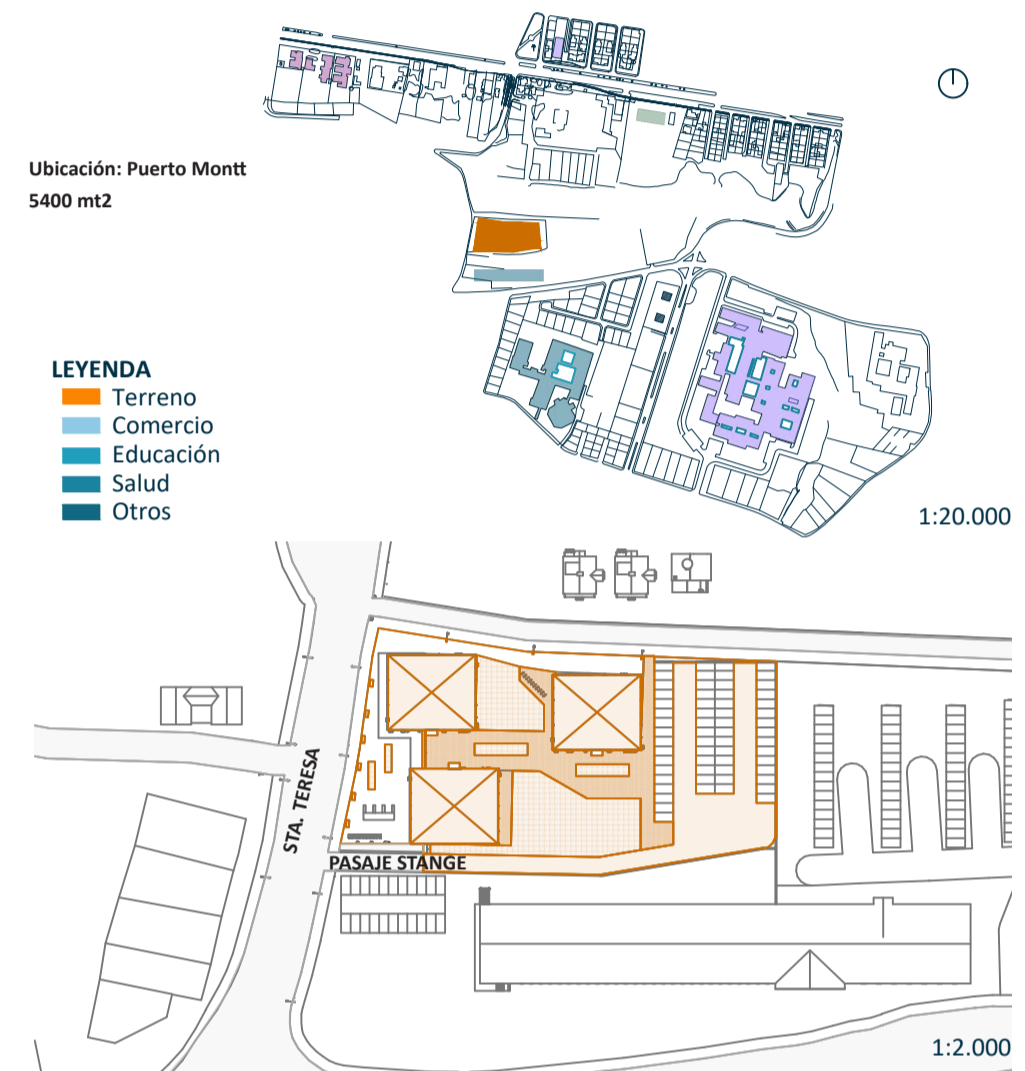 Ubicación: Puerto Montt
5400 mt2
LEYENDA
Terreno
Comercio
Educación
Salud
Otros
1:20.000
STA. TERESA
PASAJE STANGE
1:2.000